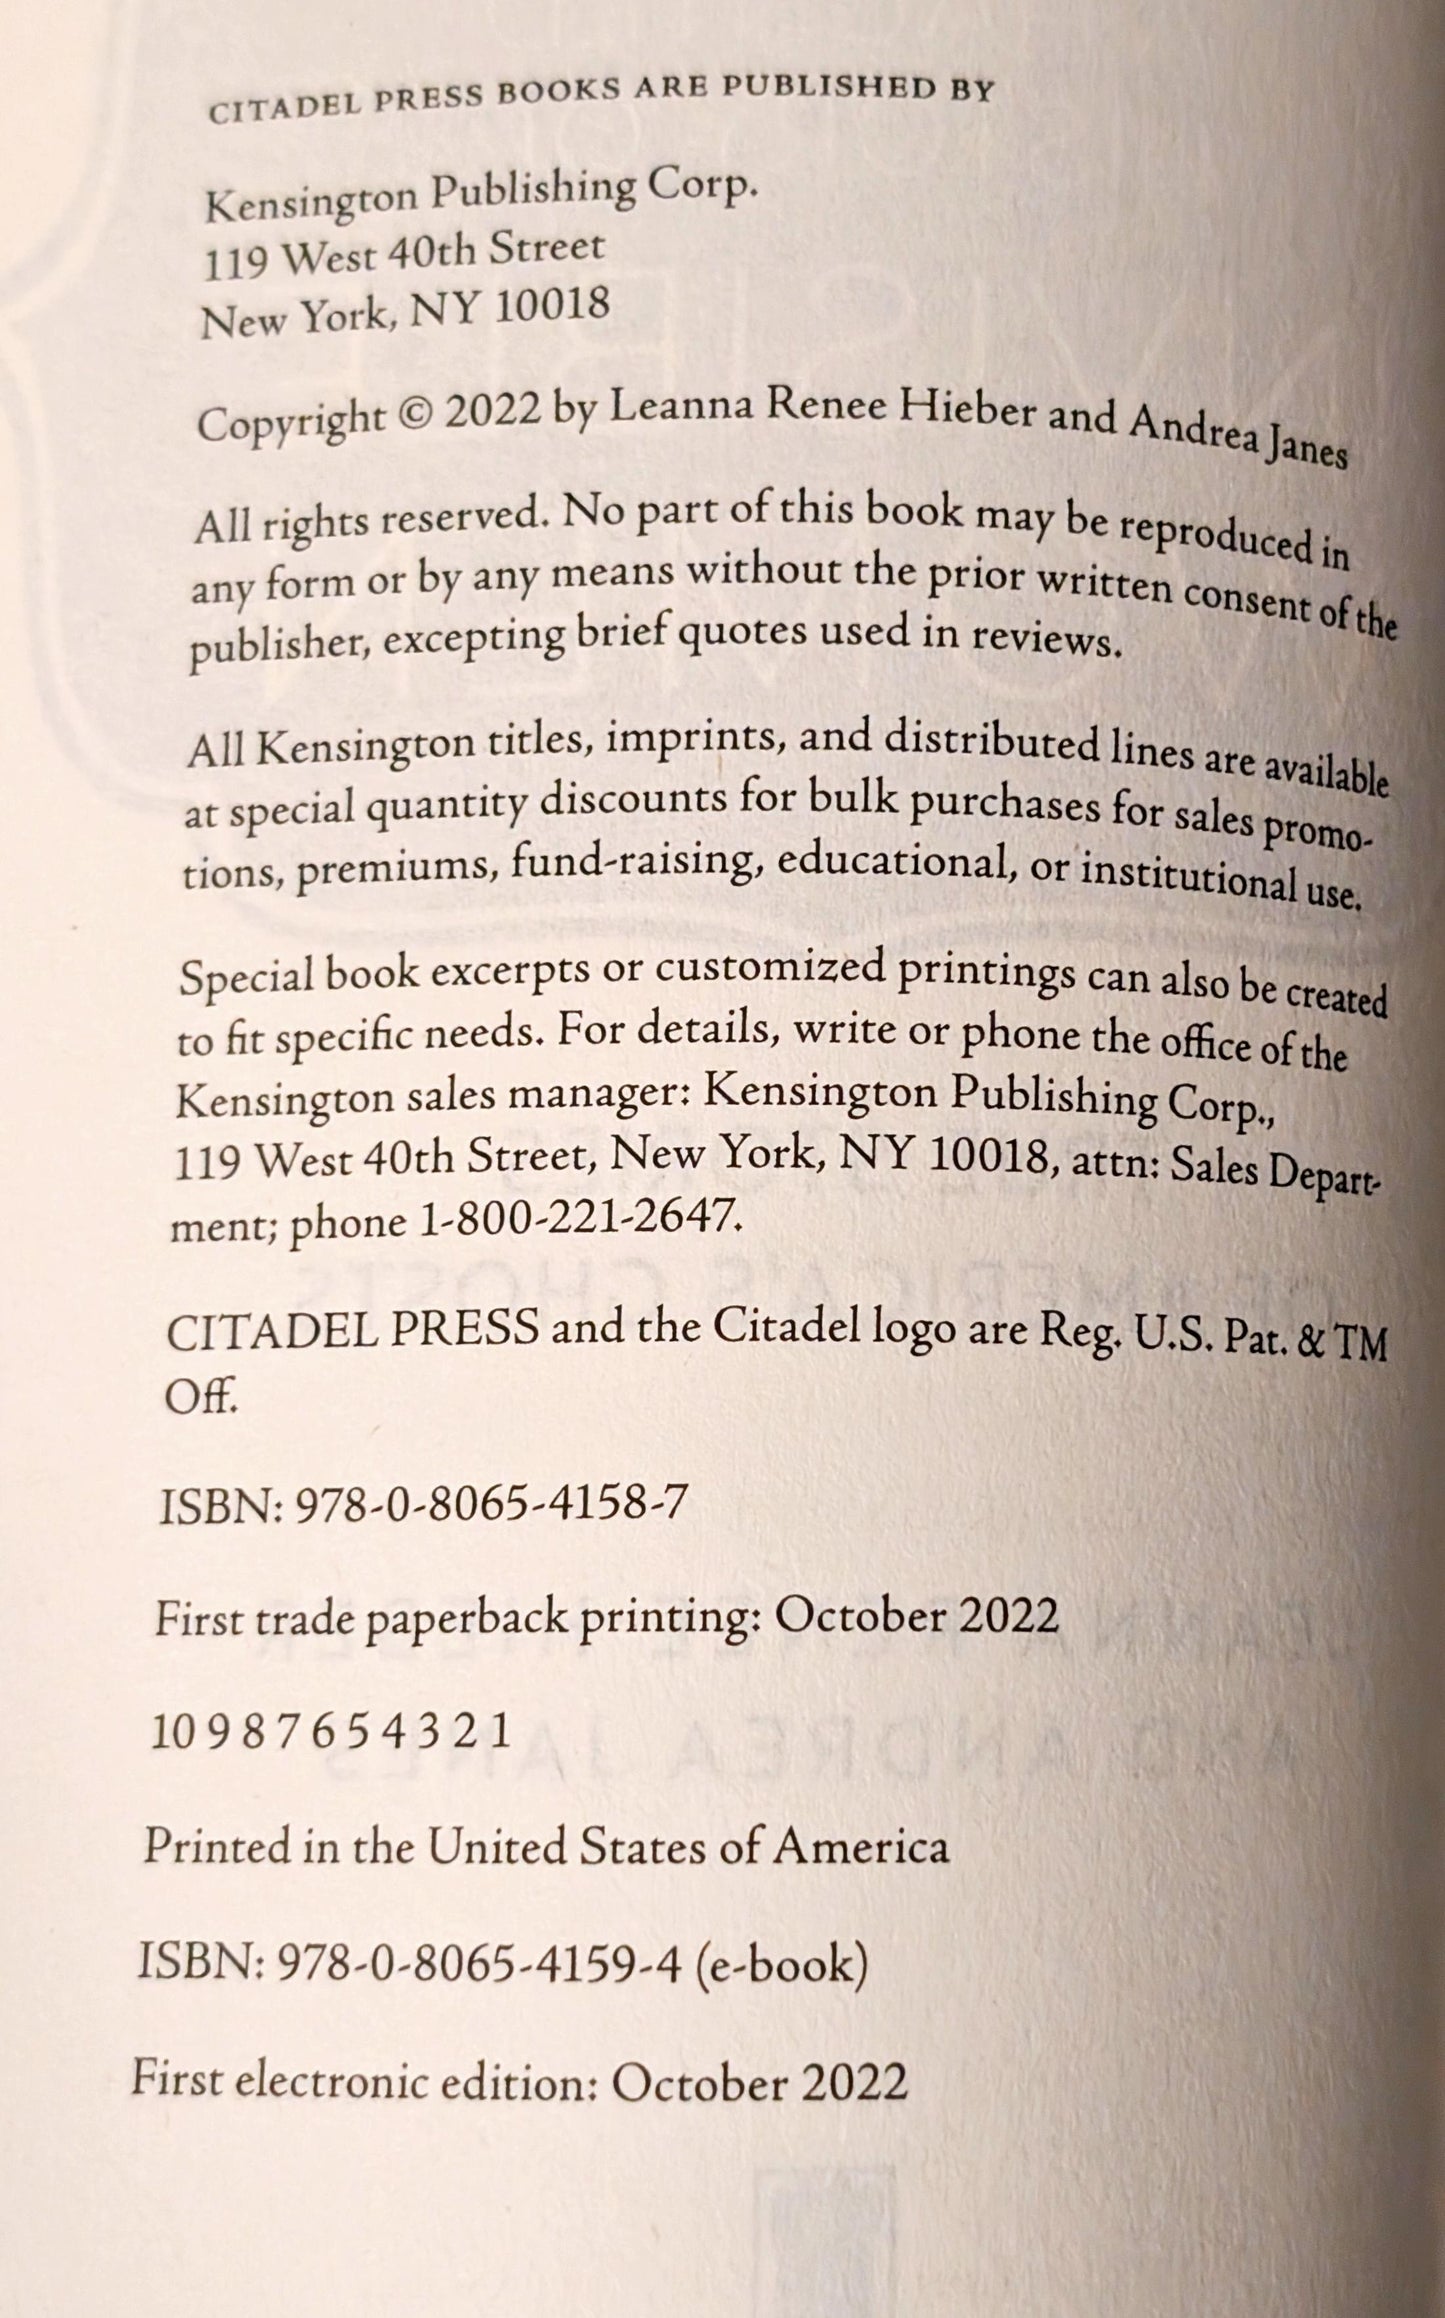 CITADEL PRESS BOOKS ARE PUBLISHED BY
Kensington Publishing Corp.
119 West 40th Street
New York, NY 10018
Copyright © 2022 by Leanna Renee Hieber and Andrea Janes
All rights reserved. No part of this book may be reproduced in
any form or by any means without the prior written consent of the
publisher, excepting brief quotes used in reviews.
All Kensington titles, imprints, and distributed lines are available
at special quantity discounts for bulk purchases for sales promo-
tions, premiums, fund-raising, educational, or institutional use.
Special book excerpts or customized printings can also be created
to fit specific needs. For details, write or phone the office of the
Kensington sales manager: Kensington Publishing Corp.,
119 West 40th Street, New York, NY 10018, attn: Sales Depart-
ment; phone 1-800-221-2647.
CITADEL PRESS and the Citadel logo are Reg. U.S. Pat. & TM
Off.
ISBN: 978-0-8065-4158-7
First trade paperback printing: October 2022
10 9 8 7 6 5 4 3 2 1
Printed in the United States of America
ISBN: 978-0-8065-4159-4 (e-book)
First electronic edition: October 2022